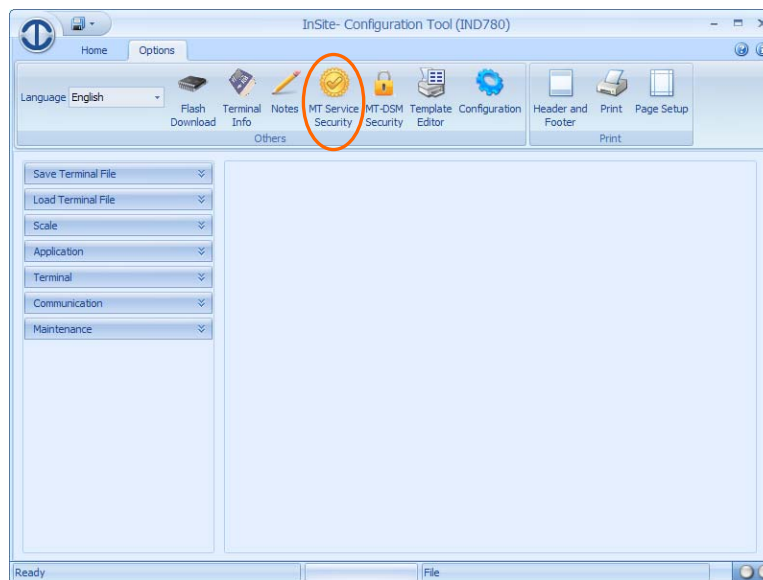 InSite- Configuration Tool (IND780)
Home Options
Language English
Flash Download
Terminal Info
Notes
MT Service Security
MT-DSM Security
Template Editor
Configuration
Others
Header and Footer
Print
Page Setup
Print
Save Terminal File
Load Terminal File
Scale
Application
Terminal
Communication
Maintenance
Ready
File